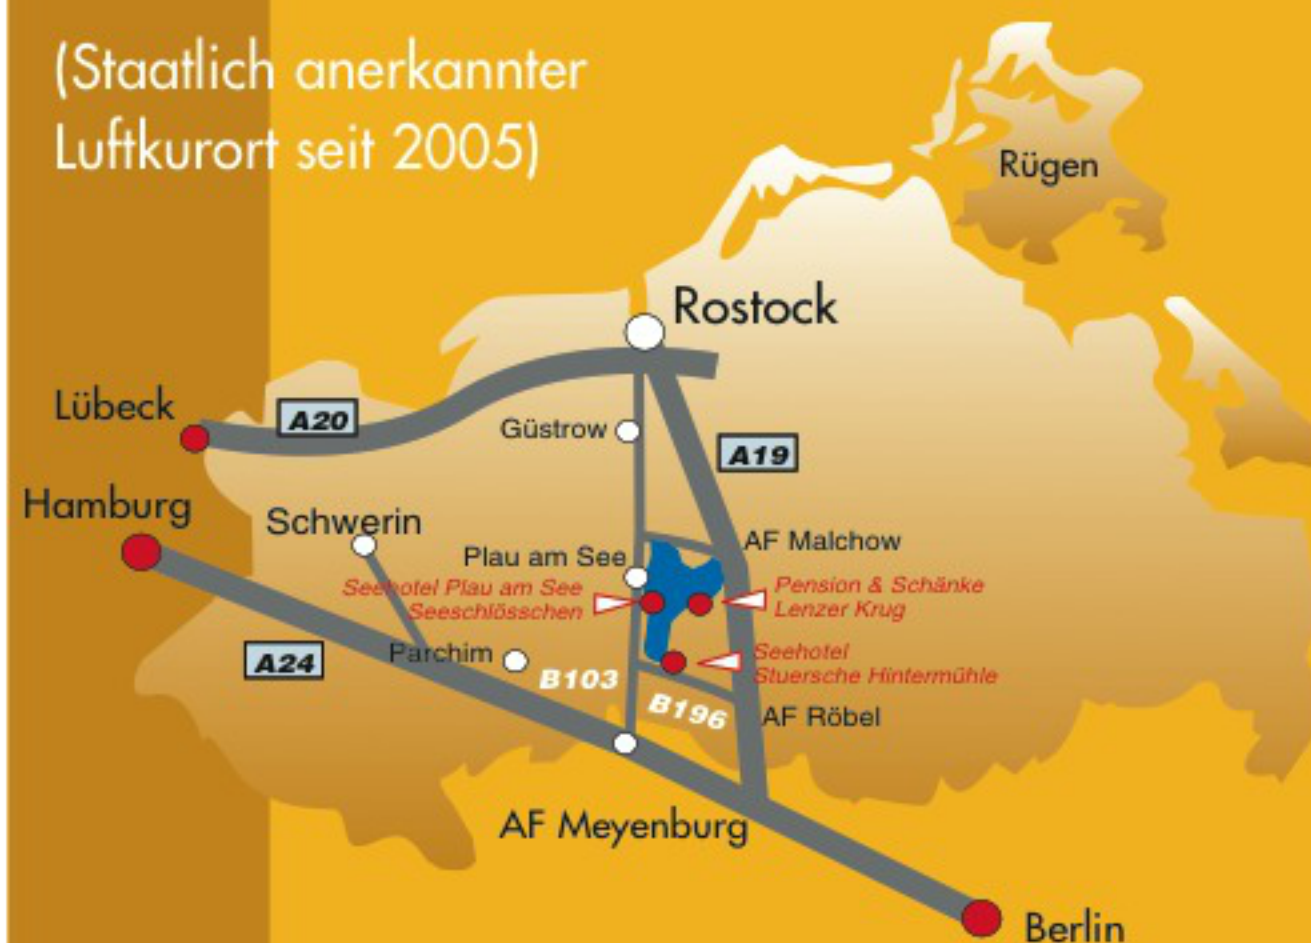 (Staatlich anerkannter
Luftkurort seit 2005)
Rügen
Rostock
Lübeck
A20
Güstrow
A19
Hamburg
Schwerin
AF Malchow
Plau am See
Seehotel Plau am See
Seeschlösschen
Pension & Schänke
Lenzer Krug
Parchim
A24
B103
Seehotel
Stuersche Hintermühle
B196
AF Röbel
AF Meyenburg
Berlin